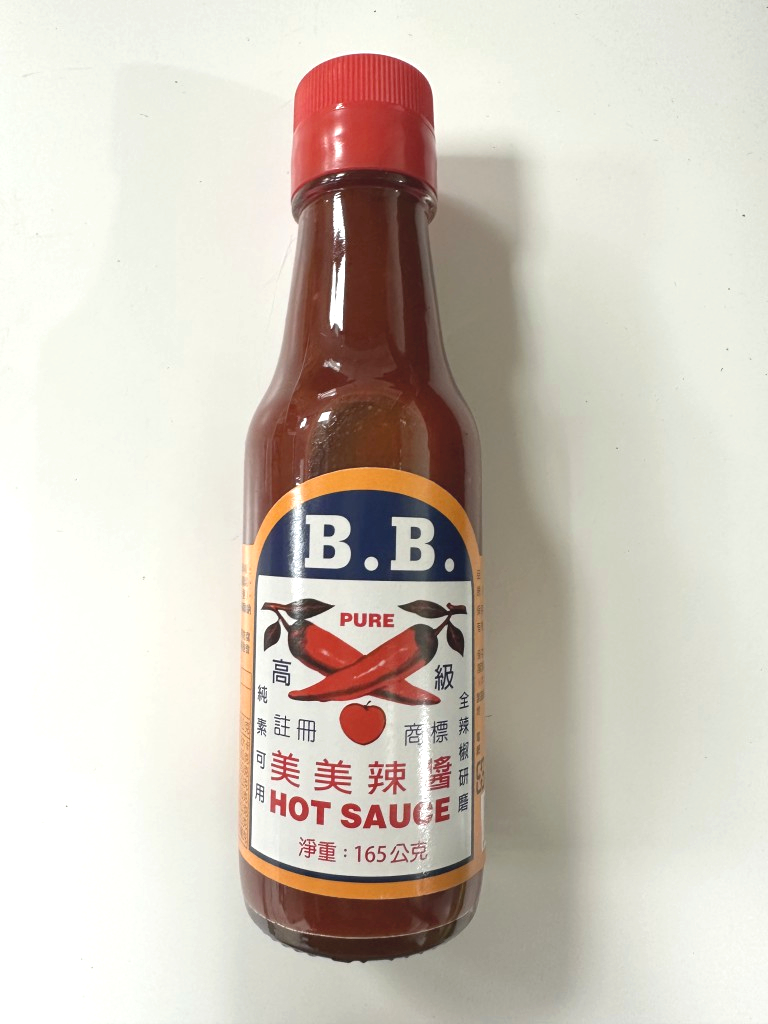 B.B.
PURE
高級
純素可用
全辣椒研磨
註冊商標
美美辣醬
HOT SAUCE
淨重：165公克